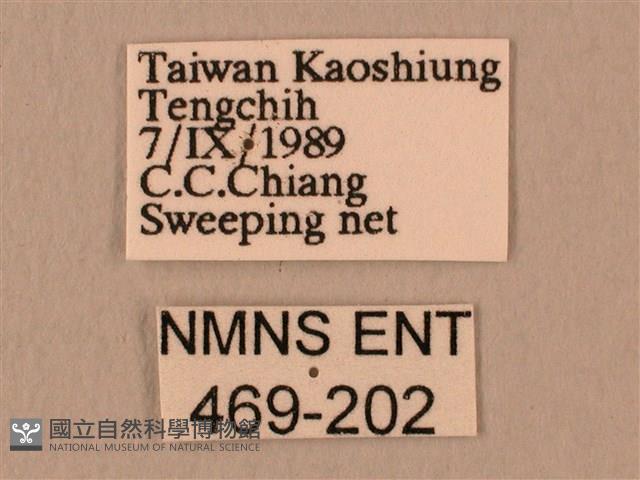 Taiwan Kaoshiung
Tengchih
7/IX/1989
C.C.Chiang
Sweeping net
NMNS ENT
469-202
國立自然科學博物館
NATIONAL MUSEUM OF NATURAL SCIENCE